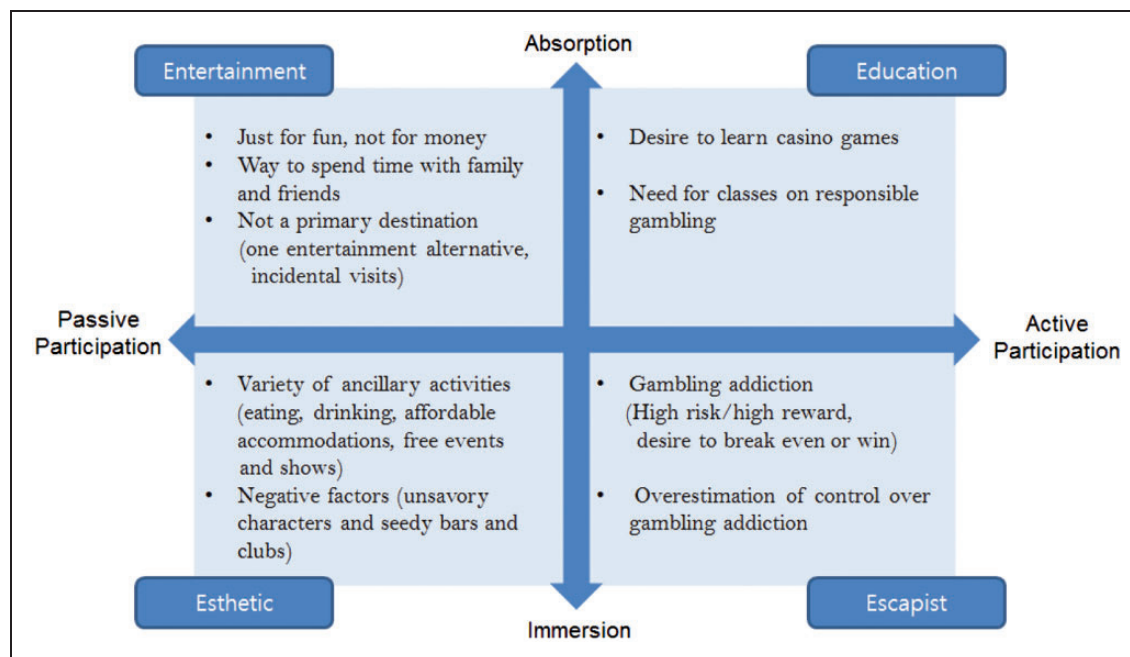 Absorption
Entertainment
Education
• Just for fun, not for money
• Way to spend time with family
and friends
• Not a primary destination
(one entertainment alternative,
incidental visits)
• Desire to learn casino games
• Need for classes on responsible
gambling
Passive
Participation
Active
Participation
• Variety of ancillary activities
(eating, drinking, affordable
accommodations, free events
and shows)
• Negative factors (unsavory
characters and seedy bars and
clubs)
• Gambling addiction
(High risk/high reward,
desire to break even or win)
• Overestimation of control over
gambling addiction
Esthetic
Escapist
Immersion